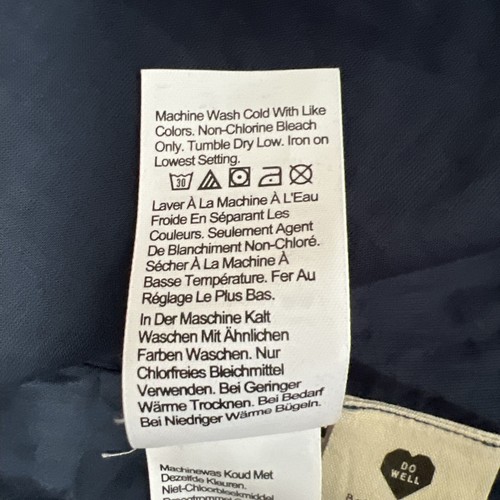 Machine Wash Cold With Like
Colors. Non-Chlorine Bleach
Only. Tumble Dry Low. Iron on
Lowest Setting.
30
Laver À La Machine À L'Eau
Froide En Séparant Les
Couleurs. Seulement Agent
De Blanchiment Non-Chloré.
Sécher À La Machine À
Basse Température. Fer Au
Réglage Le Plus Bas.
In Der Maschine Kalt
Waschen Mit Ähnlichen
Farben Waschen. Nur
Chlorfreies Bleichmittel
Verwenden. Bei Geringer
Wärme Trocknen. Bei Bedarf
Bei Niedriger Wärme Bügeln.
Machinewas Koud Met
Dezelfde Kleuren.
Niet-Chloorbleekmiddel
DO
WELL